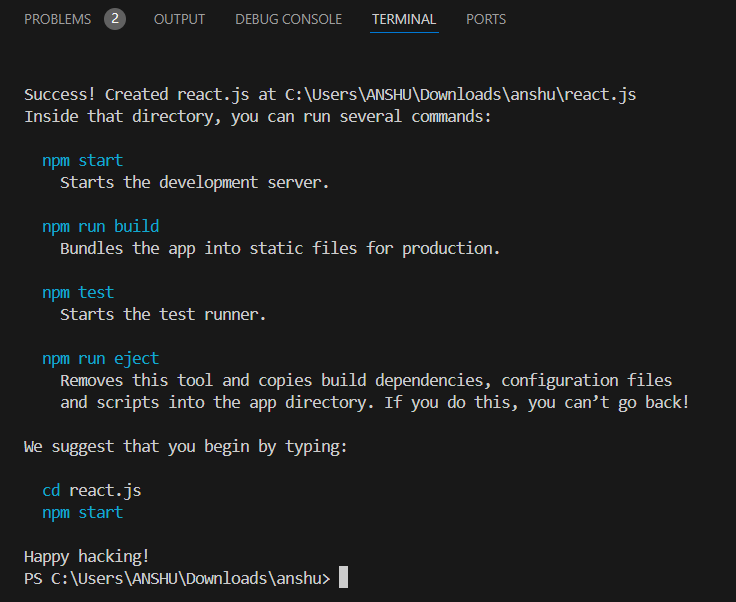 PROBLEMS 2 OUTPUT DEBUG CONSOLE TERMINAL PORTS
Success! Created react.js at C:\Users\ANSHU\Downloads\anshu\react.js
Inside that directory, you can run several commands:
npm start
Starts the development server.
npm run build
Bundles the app into static files for production.
npm test
Starts the test runner.
npm run eject
Removes this tool and copies build dependencies, configuration files
and scripts into the app directory. If you do this, you can’t go back!
We suggest that you begin by typing:
cd react.js
npm start
Happy hacking!
PS C:\Users\ANSHU\Downloads\anshu>